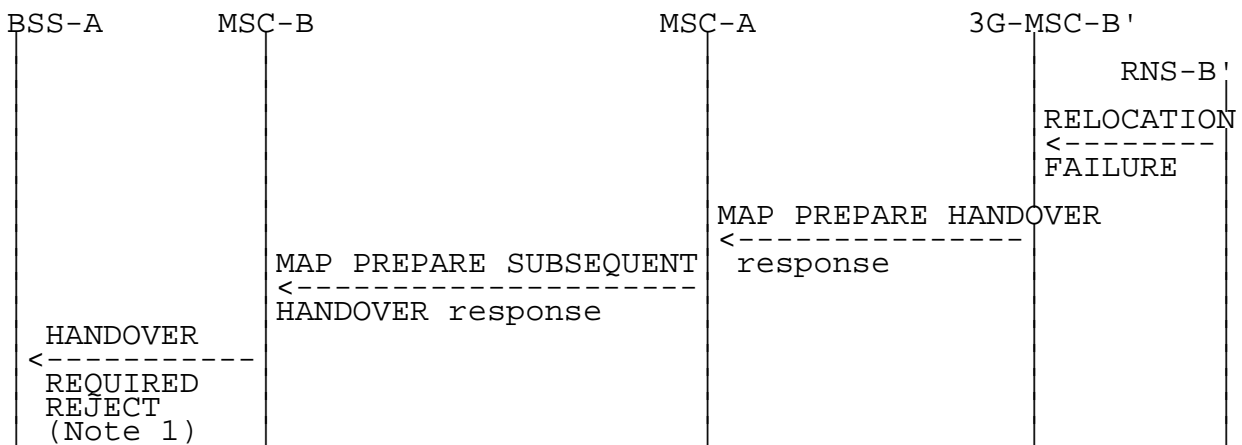 BSS-A MSC-B MSC-A 3G-MSC-B'
RNS-B'
RELOCATION
FAILURE
MAP PREPARE HANDOVER
response
MAP PREPARE SUBSEQUENT
HANDOVER response
HANDOVER
REQUIRED
REJECT
(Note 1)